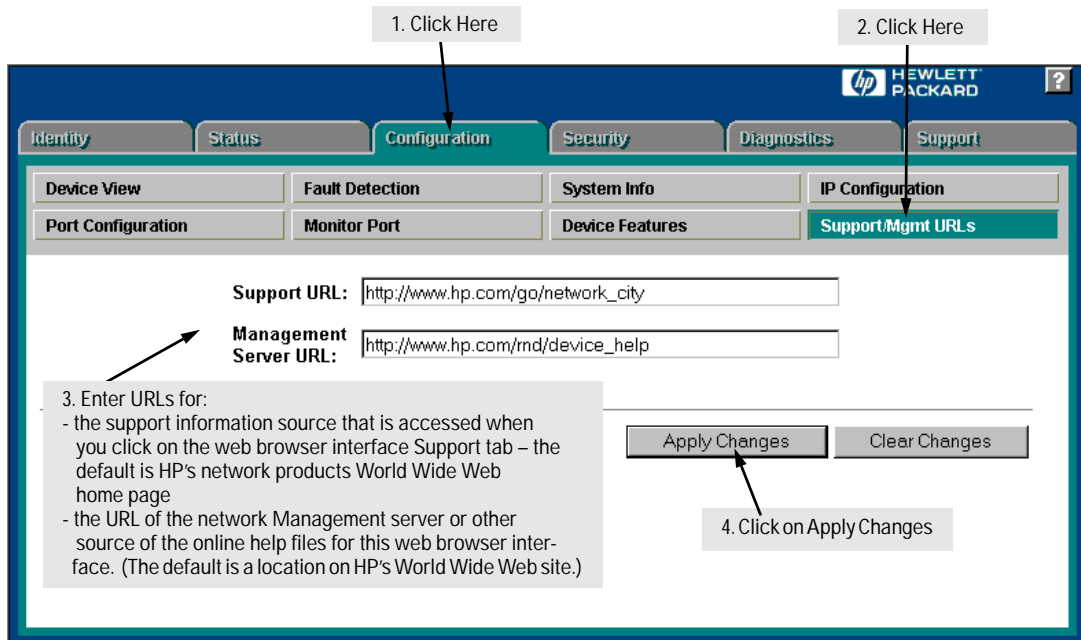 1. Click Here
2. Click Here
hp HEWLETT
PACKARD
?
Identity Status Configuration Security Diagnostics Support
Device View Fault Detection System Info IP Configuration
Port Configuration Monitor Port Device Features Support/Mgmt URLs
Support URL: http://www.hp.com/go/network_city
Management
Server URL: http://www.hp.com/rnd/device_help
3. Enter URLs for:
- the support information source that is accessed when
you click on the web browser interface Support tab – the
default is HP's network products World Wide Web
home page
- the URL of the network Management server or other
source of the online help files for this web browser inter-
face. (The default is a location on HP's World Wide Web site.)
Apply Changes Clear Changes
4. Click on Apply Changes